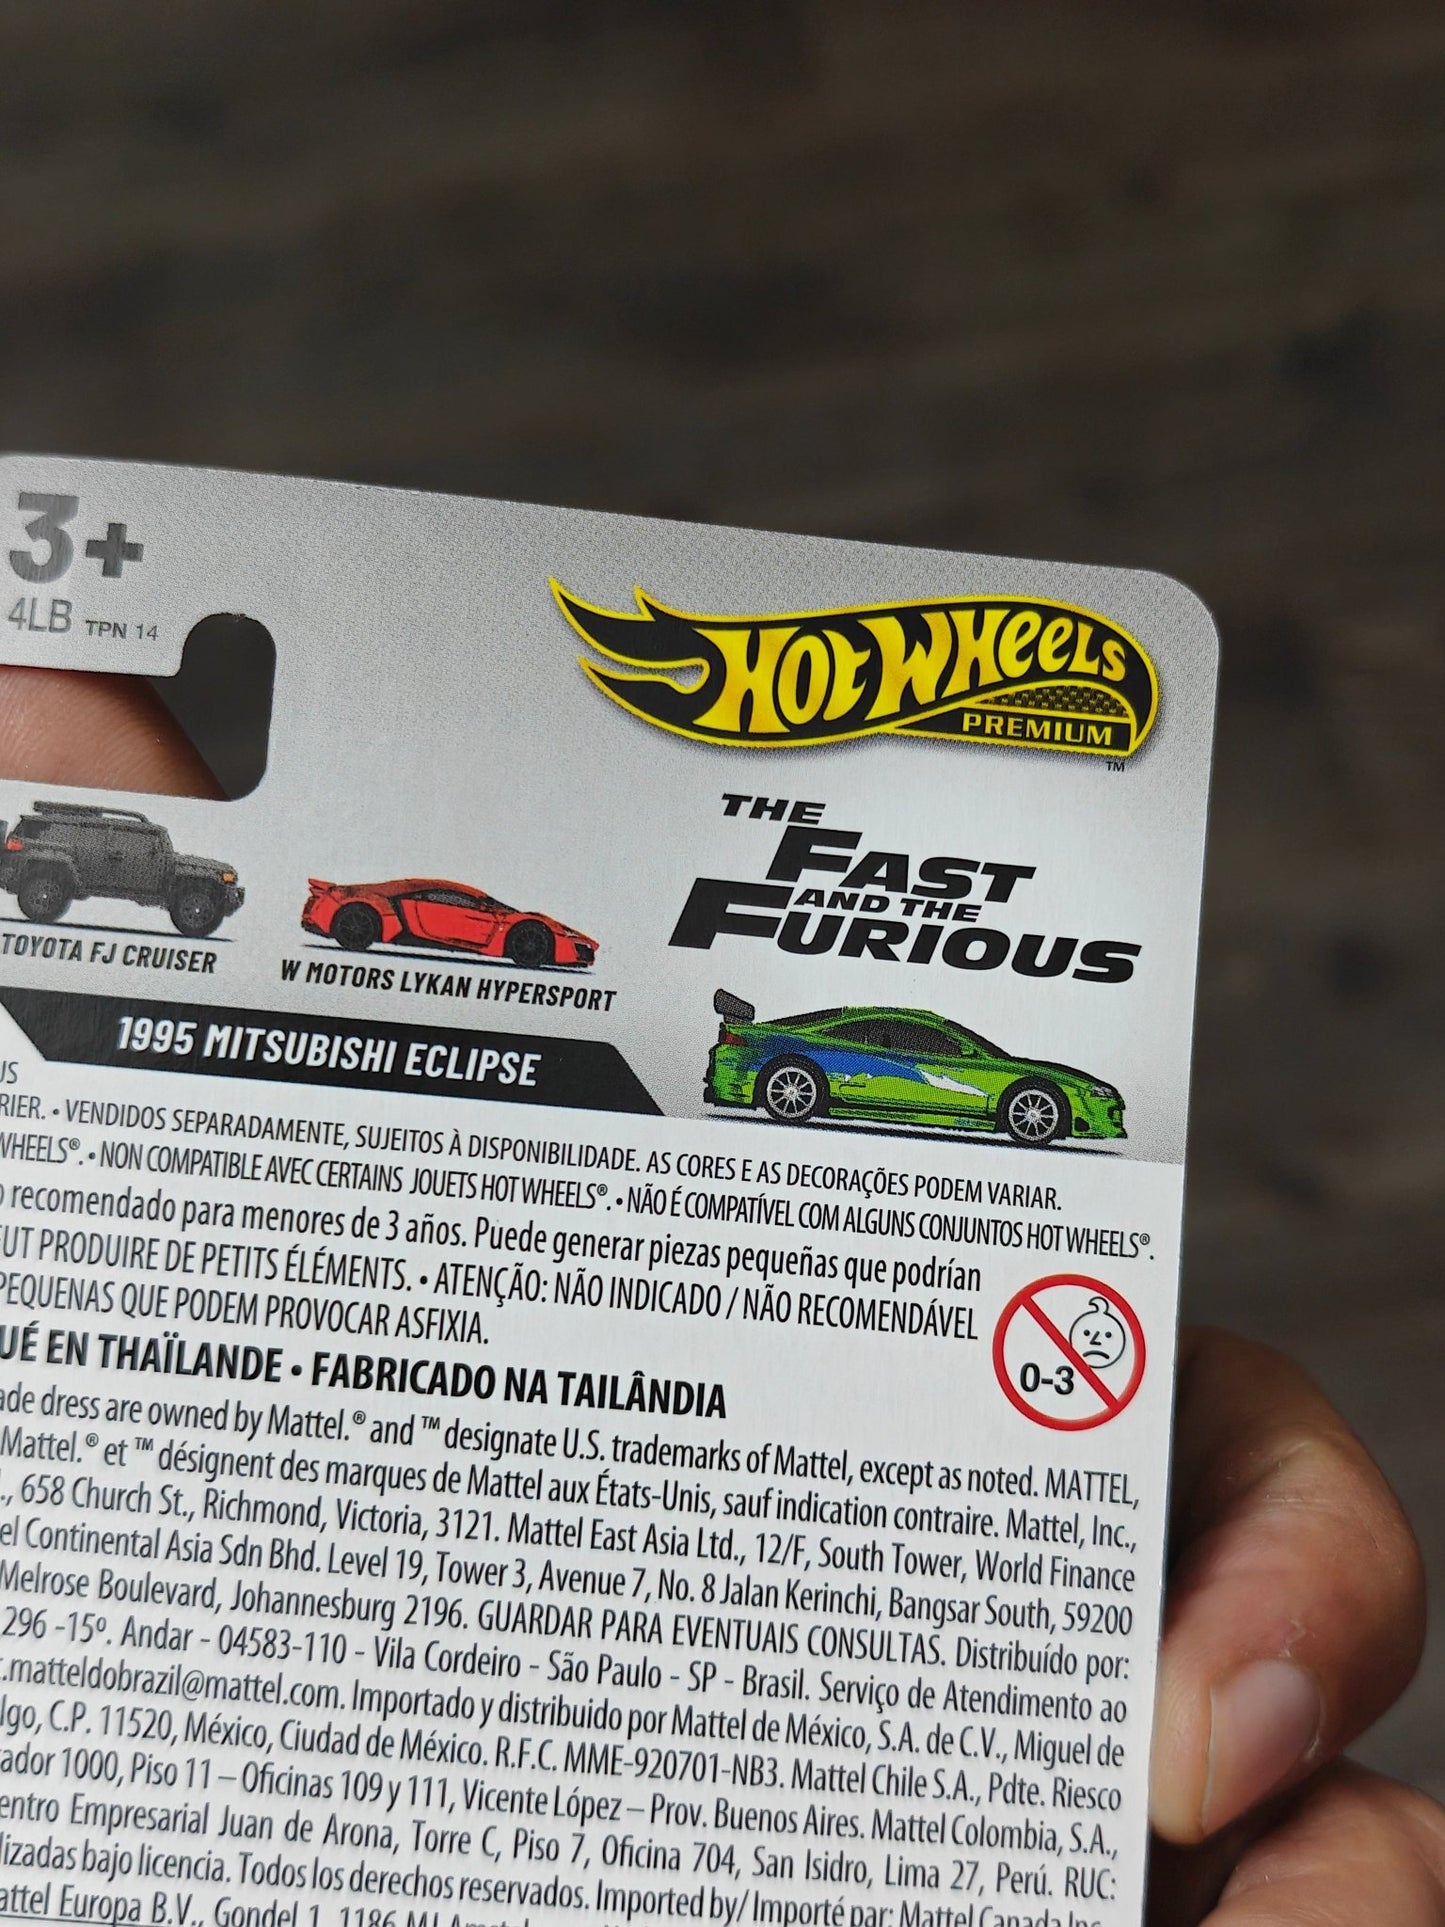 3+
4LB TPN 14
HOT WHEELS
PREMIUM
TM
THE
FAST
AND THE
FURIOUS
TOYOTA FJ CRUISER
W MOTORS LYKAN HYPERSPORT
1995 MITSUBISHI ECLIPSE
VENDIDOS SEPARADAMENTE, SUJEITOS À DISPONIBILIDADE. AS CORES E AS DECORAÇÕES PODEM VARIAR.
WHEELS®. • NON COMPATIBLE AVEC CERTAINS JOUETS HOT WHEELS®. • NÃO É COMPATÍVEL COM ALGUNS CONJUNTOS HOT WHEELS®.
recomendado para menores de 3 años. Puede generar piezas pequeñas que podrían
PRODUIRE DE PETITS ÉLÉMENTS. • ATENÇÃO: NÃO INDICADO / NÃO RECOMENDÁVEL
PEQUENAS QUE PODEM PROVOCAR ASFIXIA.
0-3
EN THAÏLANDE • FABRICADO NA TAILÂNDIA
dress are owned by Mattel.® and ™ designate U.S. trademarks of Mattel, except as noted. MATTEL,
Mattel.® et ™ désignent des marques de Mattel aux États-Unis, sauf indication contraire. Mattel, Inc.,
658 Church St., Richmond, Victoria, 3121. Mattel East Asia Ltd., 12/F, South Tower, World Finance
Continental Asia Sdn Bhd. Level 19, Tower 3, Avenue 7, No. 8 Jalan Kerinchi, Bangsar South, 59200
Melrose Boulevard, Johannesburg 2196. GUARDAR PARA EVENTUAIS CONSULTAS. Distribuído por:
296 -15º. Andar - 04583-110 - Vila Cordeiro - São Paulo - SP - Brasil. Serviço de Atendimento ao
.matteldobrazil@mattel.com. Importado y distribuido por Mattel de México, S.A. de C.V., Miguel de
C.P. 11520, México, Ciudad de México. R.F.C. MME-920701-NB3. Mattel Chile S.A., Pdte. Riesco
1000, Piso 11 – Oficinas 109 y 111, Vicente López – Prov. Buenos Aires. Mattel Colombia, S.A.,
Empresarial Juan de Arona, Torre C, Piso 7, Oficina 704, San Isidro, Lima 27, Perú. RUC:
bajo licencia. Todos los derechos reservados. Imported by/ Importé par: Mattel Canada Inc.
Europa B.V., Gondel 1, 1186 MJ